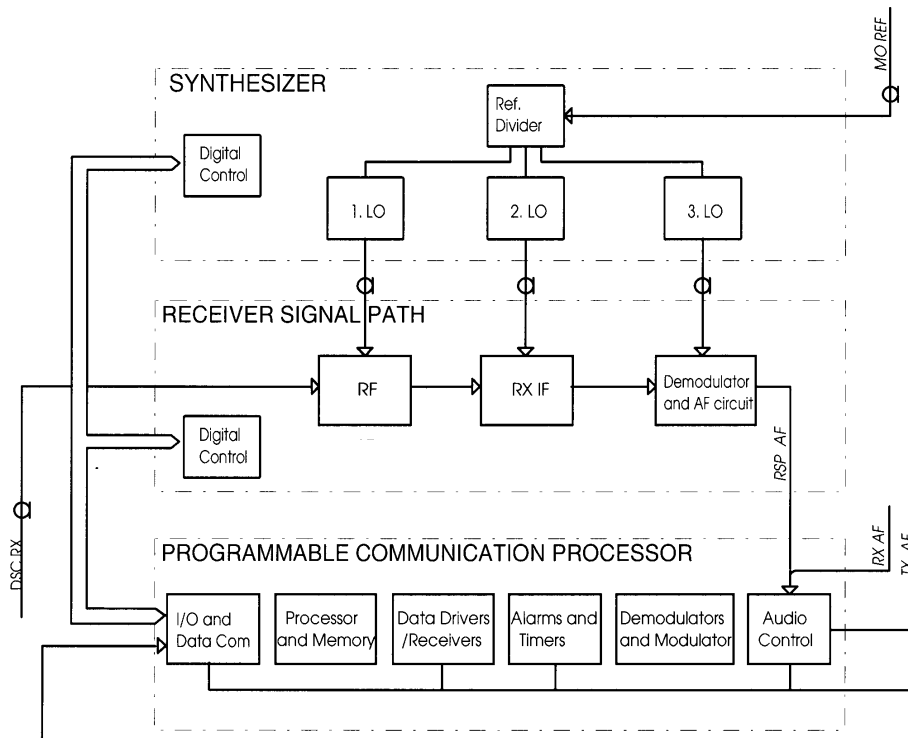 MO REF
SYNTHESIZER
Ref.
Divider
Digital
Control
1. LO
2. LO
3. LO
RECEIVER SIGNAL PATH
RF
RX IF
Demodulator
and AF circuit
Digital
Control
RSP AF
DSC RX
RX AF
TX AF
PROGRAMMABLE COMMUNICATION PROCESSOR
I/O and
Data Com
Processor
and Memory
Data Drivers
/Receivers
Alarms and
Timers
Demodulators
and Modulator
Audio
Control